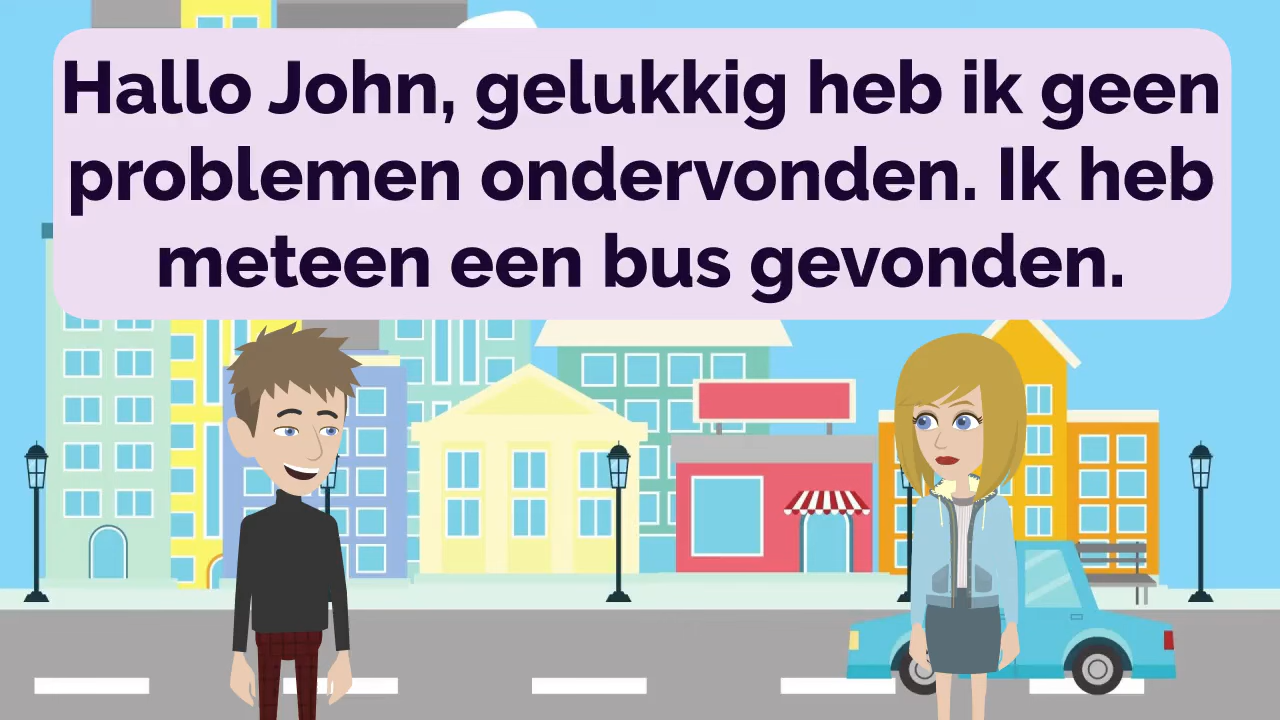 Hallo John, gelukkig heb ik geen
problemen ondervonden. Ik heb
meteen een bus gevonden.